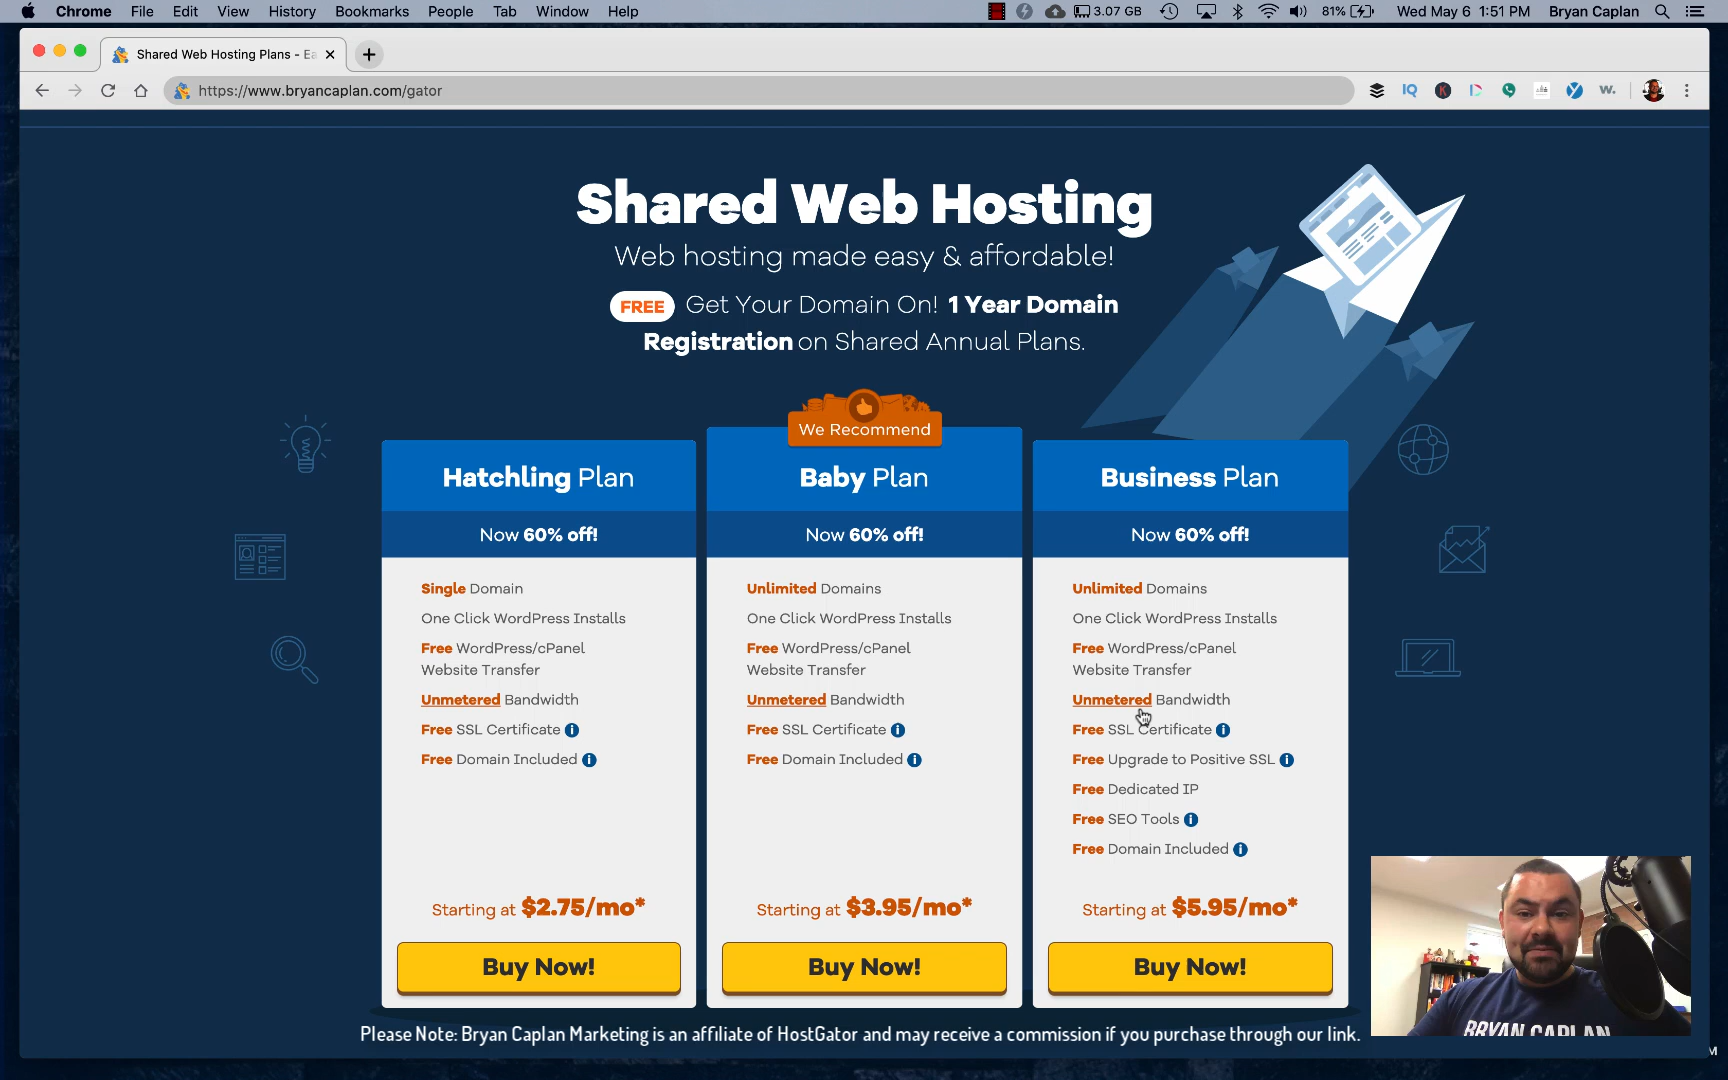 Chrome File Edit View History Bookmarks People Tab Window Help 3.07 GB 81% Wed May 6 1:51 PM Bryan Caplan
Shared Web Hosting Plans - Ea
https://www.bryancaplan.com/gator
IQ
K
w.
Shared Web Hosting
Web hosting made easy & affordable!
FREE Get Your Domain On! 1 Year Domain
Registration on Shared Annual Plans.
We Recommend
Hatchling Plan
Now 60% off!
Single Domain
One Click WordPress Installs
Free WordPress/cPanel
Website Transfer
Unmetered Bandwidth
Free SSL Certificate i
Free Domain Included i
Starting at $2.75/mo*
Buy Now!
Baby Plan
Now 60% off!
Unlimited Domains
One Click WordPress Installs
Free WordPress/cPanel
Website Transfer
Unmetered Bandwidth
Free SSL Certificate i
Free Domain Included i
Starting at $3.95/mo*
Buy Now!
Business Plan
Now 60% off!
Unlimited Domains
One Click WordPress Installs
Free WordPress/cPanel
Website Transfer
Unmetered Bandwidth
Free SSL Certificate i
Free Upgrade to Positive SSL i
Free Dedicated IP
Free SEO Tools i
Free Domain Included i
Starting at $5.95/mo*
Buy Now!
BRYAN CAPLAN
Please Note: Bryan Caplan Marketing is an affiliate of HostGator and may receive a commission if you purchase through our link.
M